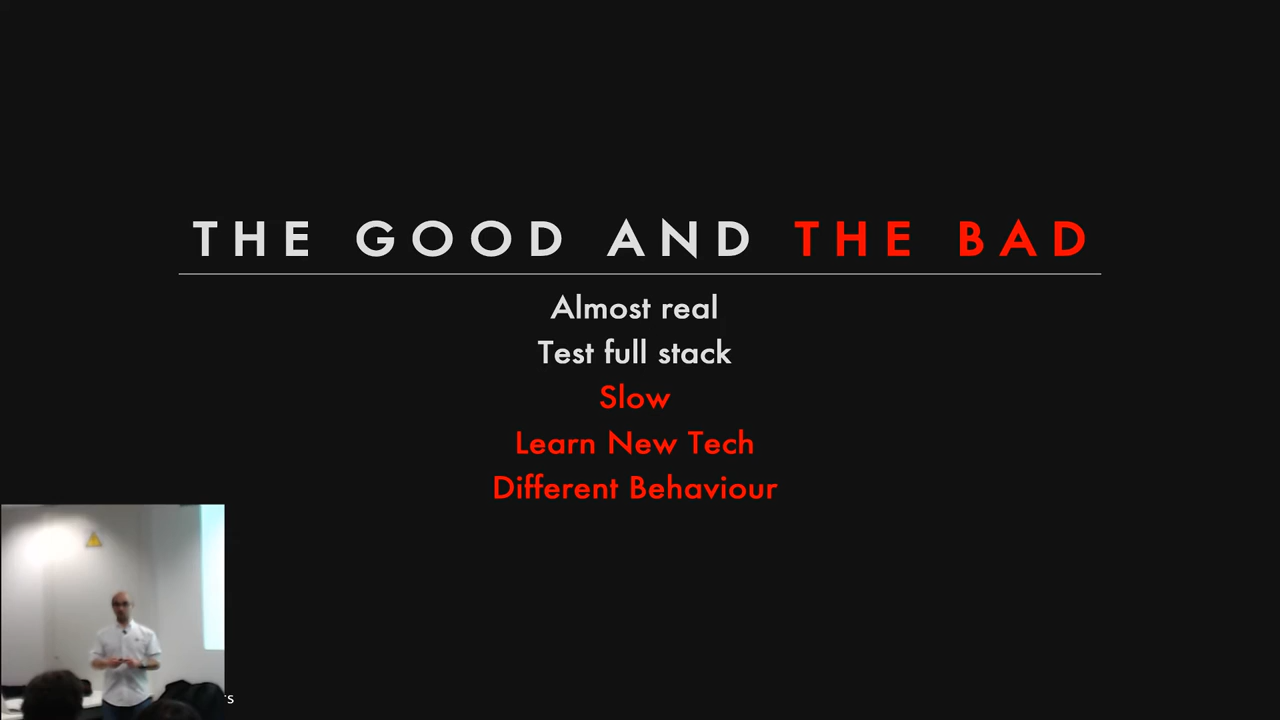 THE GOOD AND THE BAD
Almost real
Test full stack
Slow
Learn New Tech
Different Behaviour